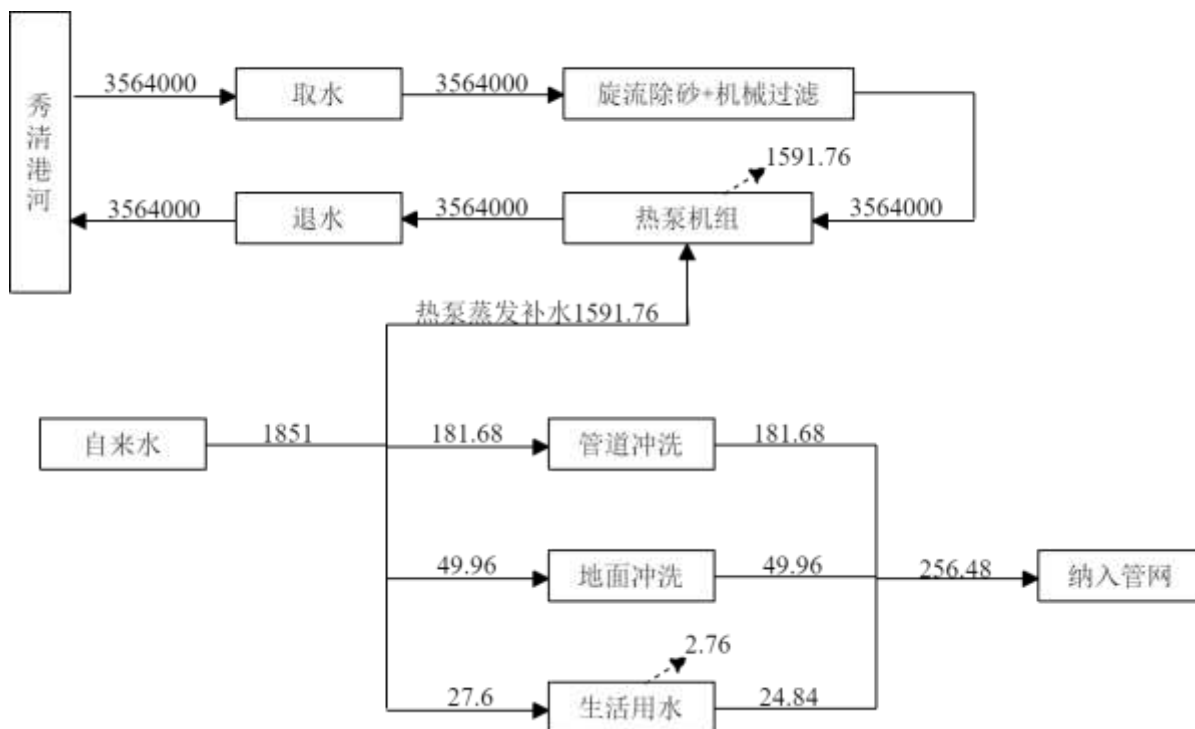 秀清港河
3564000
取水
3564000
旋流除砂+机械过滤
1591.76
3564000
退水
3564000
热泵机组
3564000
热泵蒸发补水1591.76
自来水
1851
181.68
管道冲洗
181.68
49.96
地面冲洗
49.96
256.48
纳入管网
2.76
27.6
生活用水
24.84